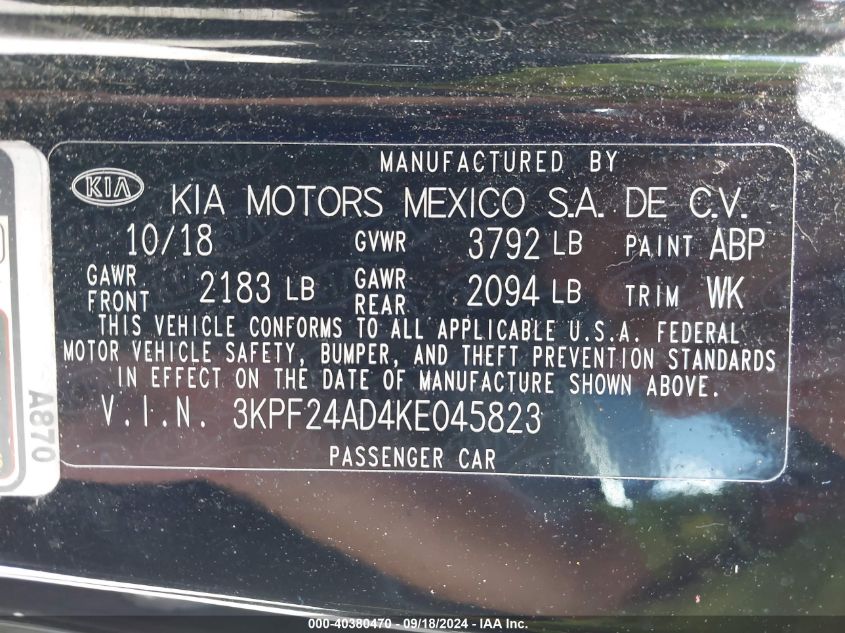 MANUFACTURED BY
KIA KIA MOTORS MEXICO S.A. DE C.V.
10/18 GVWR 3792 LB PAINT ABP
GAWR FRONT 2183 LB GAWR REAR 2094 LB TRIM WK
THIS VEHICLE CONFORMS TO ALL APPLICABLE U.S.A. FEDERAL
MOTOR VEHICLE SAFETY, BUMPER, AND THEFT PREVENTION STANDARDS
IN EFFECT ON THE DATE OF MANUFACTURE SHOWN ABOVE.
V.I.N. 3KPF24AD4KE045823
PASSENGER CAR
A870
000-40380470 - 09/18/2024 - IAA Inc.